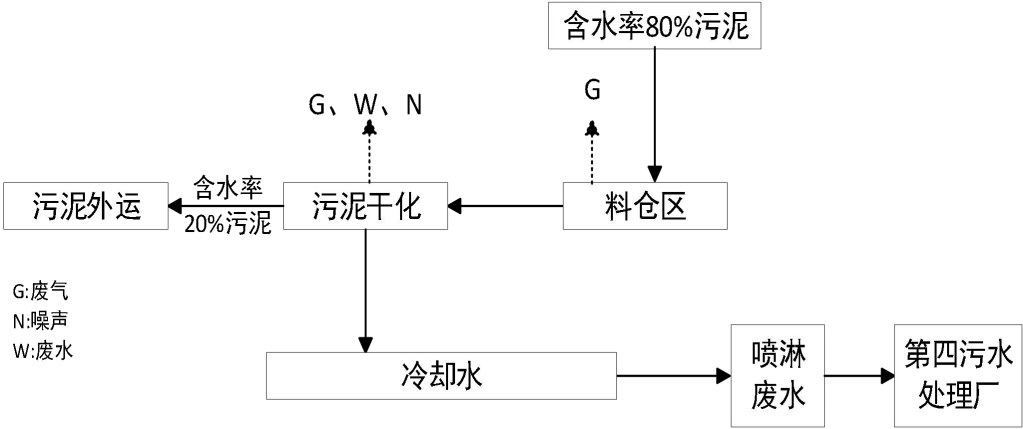 含水率80%污泥
G
G、W、N
污泥外运
含水率
20%污泥
污泥干化
料仓区
G:废气
N:噪声
W:废水
冷却水
喷淋
废水
第四污水
处理厂